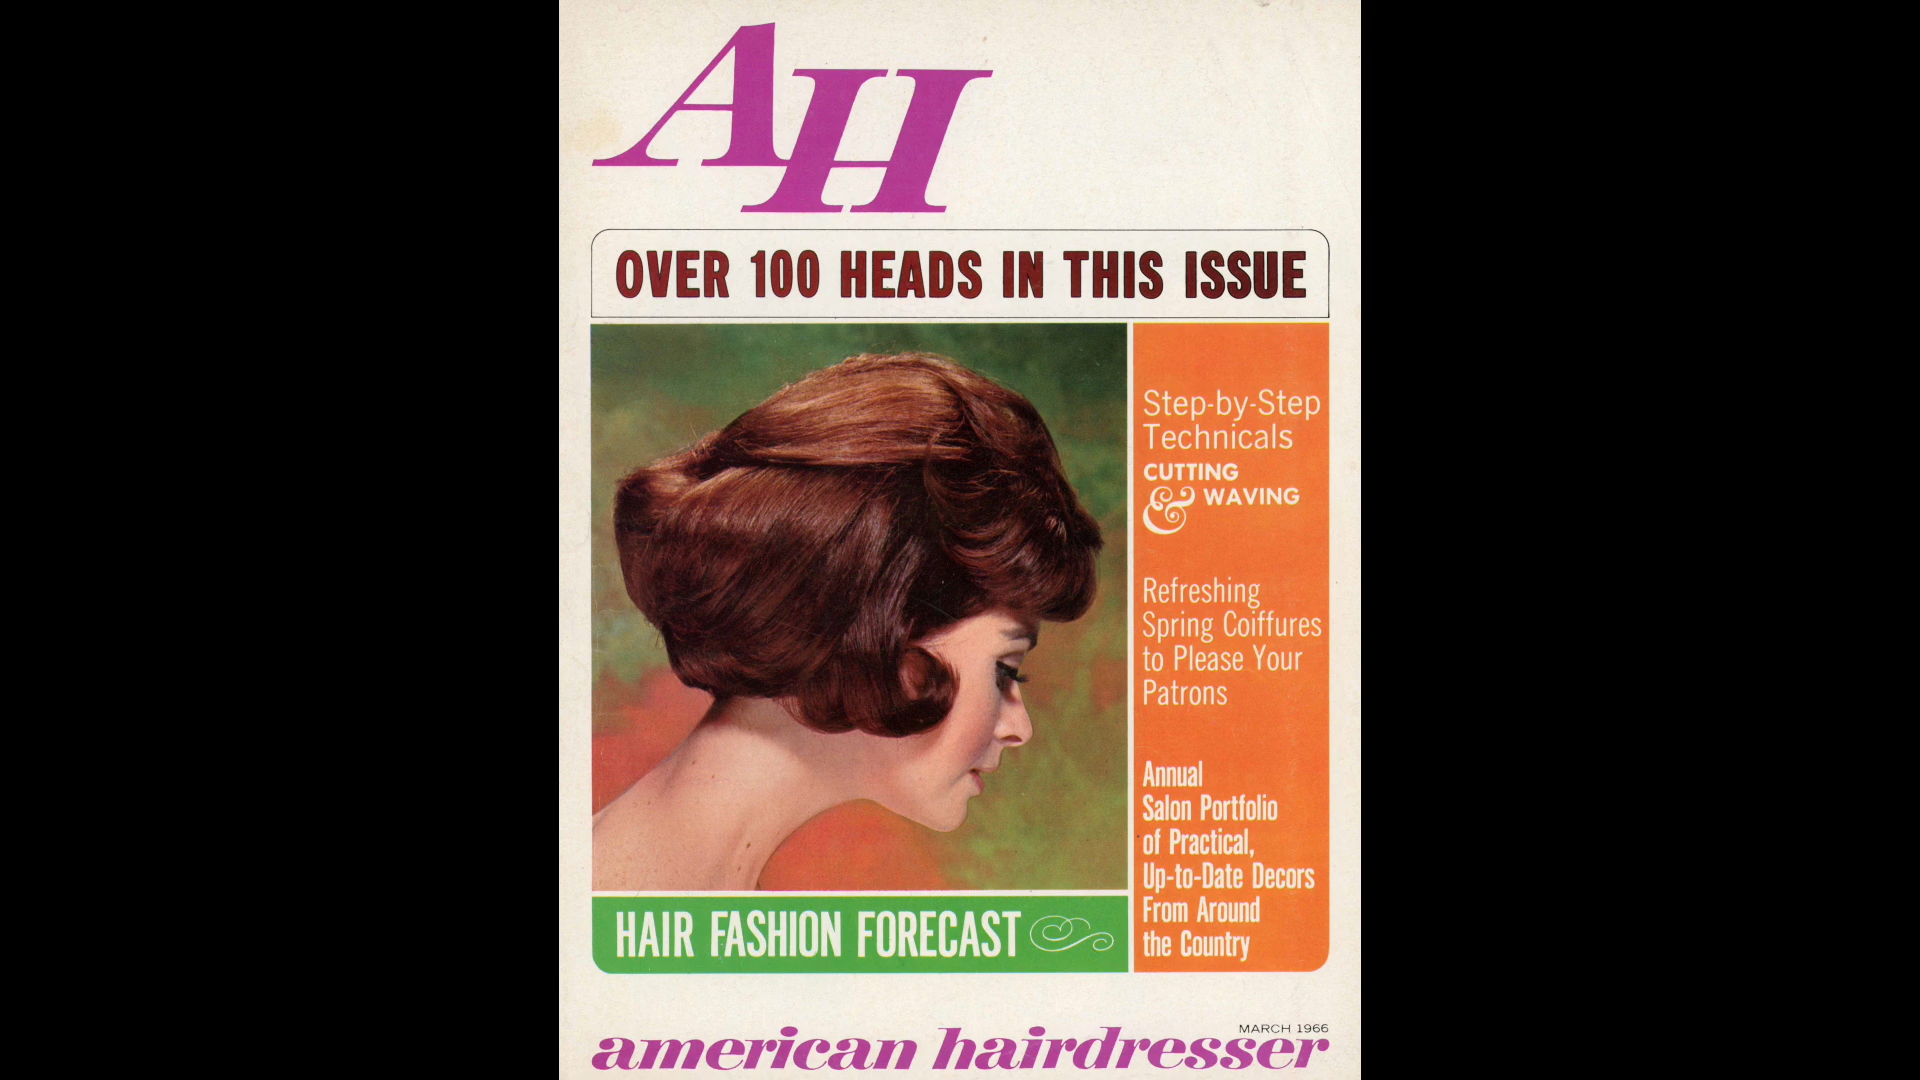 AH
OVER 100 HEADS IN THIS ISSUE
Step-by-Step
Technicals
CUTTING
& WAVING
Refreshing
Spring Coiffures
to Please Your
Patrons
Annual
Salon Portfolio
of Practical,
Up-to-Date Decors
From Around
the Country
HAIR FASHION FORECAST
MARCH 1966
american hairdresser